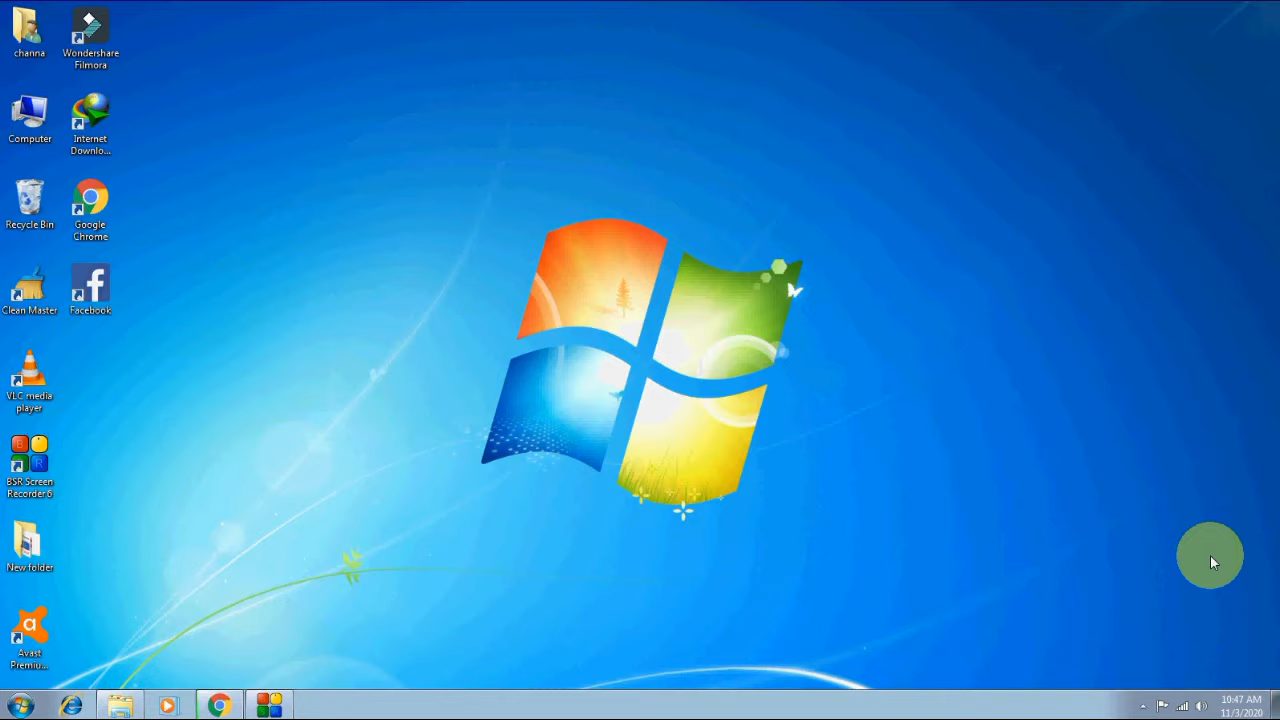 channa
Wondershare
Filmora
Computer
Internet
Downlo...
Recycle Bin
Google
Chrome
Clean Master
Facebook
VLC media
player
BSR Screen
Recorder 6
New folder
Avast
Premiu...
10:47 AM
11/3/2020